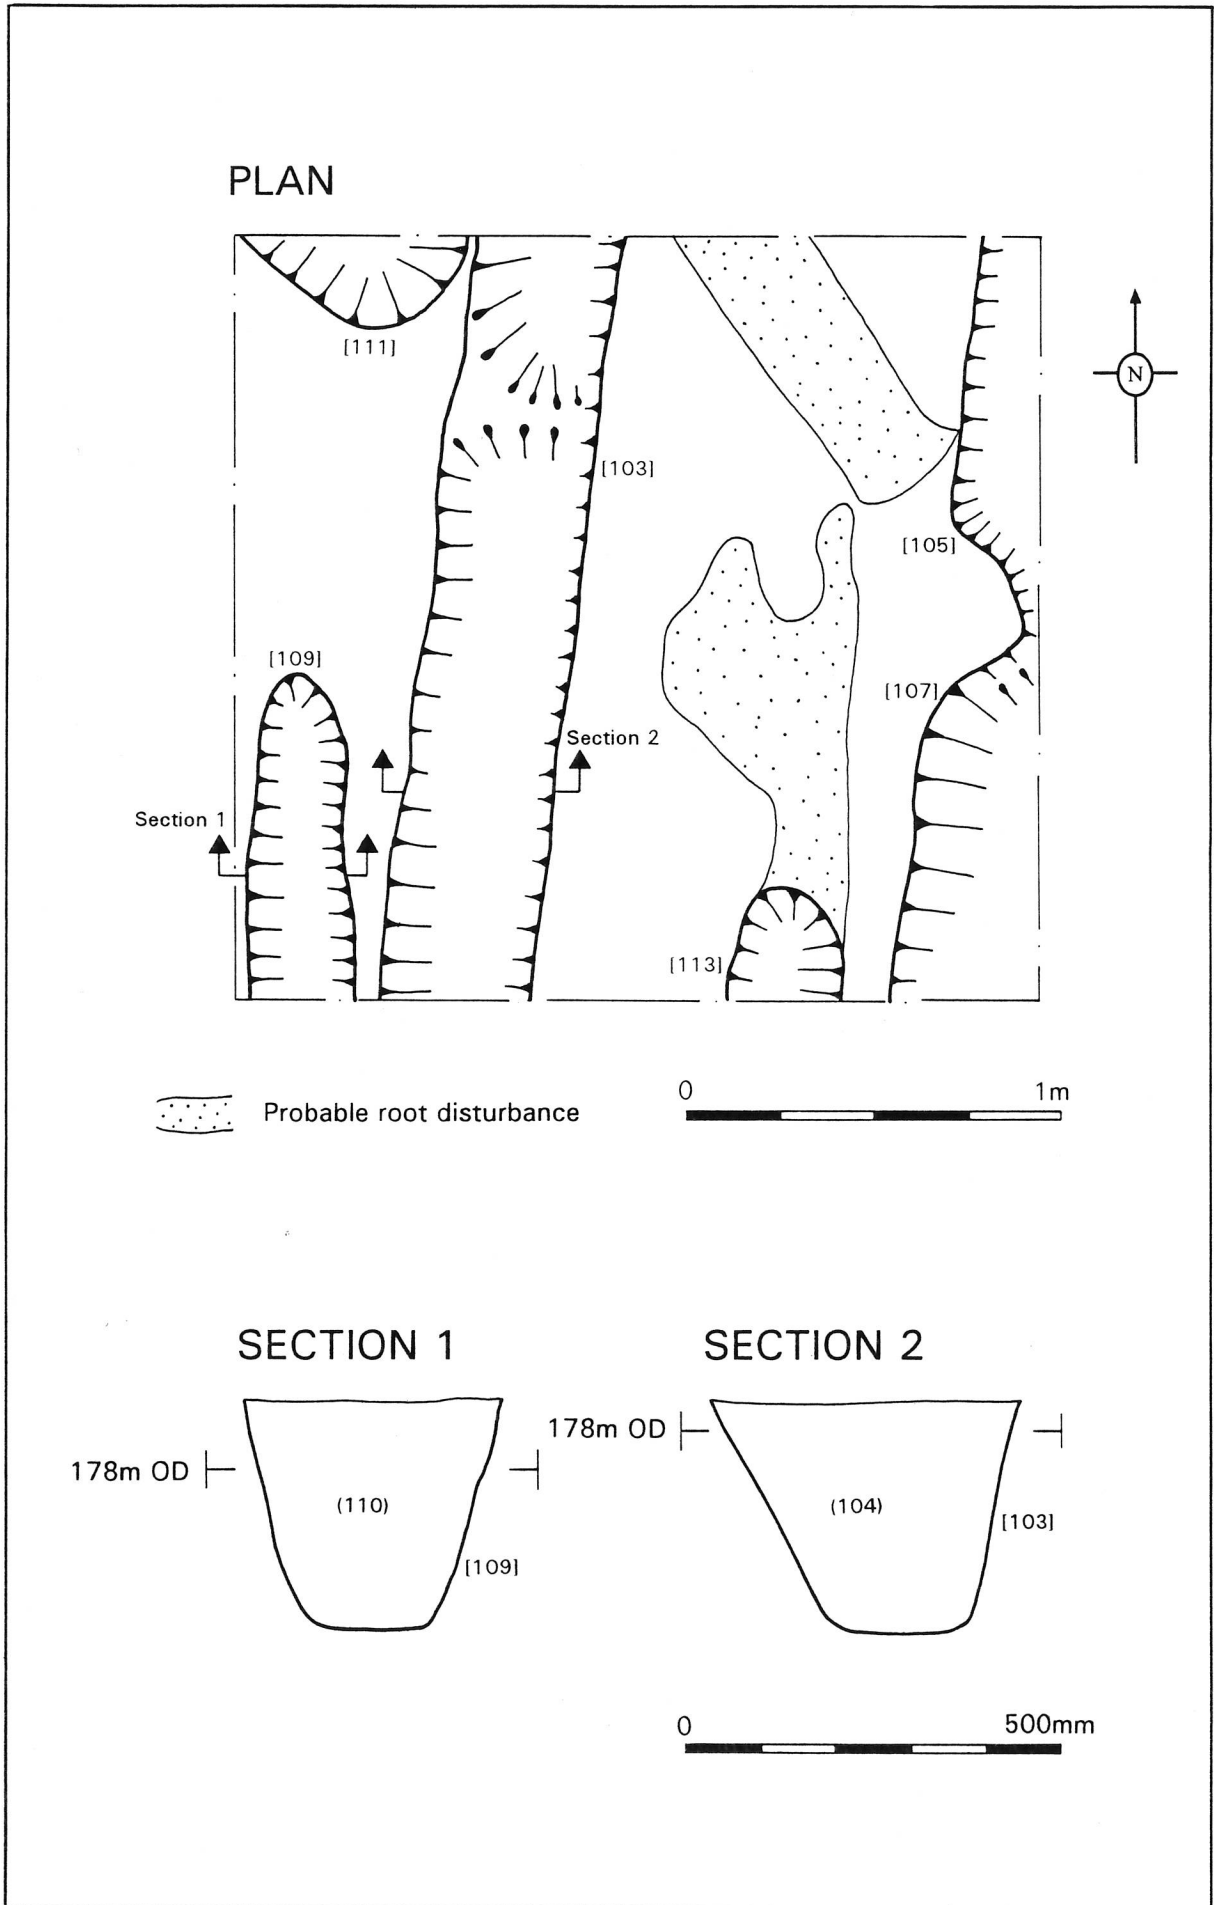 PLAN
[111]
N
[103]
[105]
[109]
[107]
Section 2
Section 1
[113]
0 1m
Probable root disturbance
SECTION 1 SECTION 2
178m OD
178m OD
(110) (104)
[103]
[109]
0 500mm